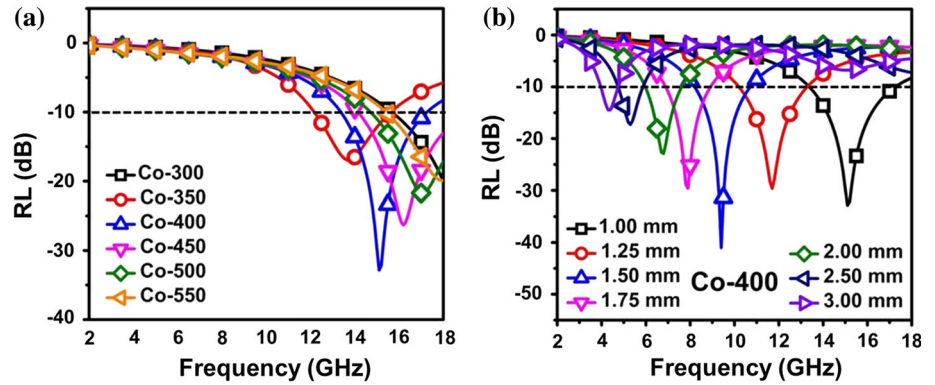 (a)
0
-10
-20
-30
-40
RL (dB)
Co-300
Co-350
Co-400
Co-450
Co-500
Co-550
2 4 6 8 10 12 14 16 18
Frequency (GHz)
(b)
0
-10
-20
-30
-40
-50
RL (dB)
1.00 mm
1.25 mm
1.50 mm
1.75 mm
Co-400
2.00 mm
2.50 mm
3.00 mm
2 4 6 8 10 12 14 16 18
Frequency (GHz)